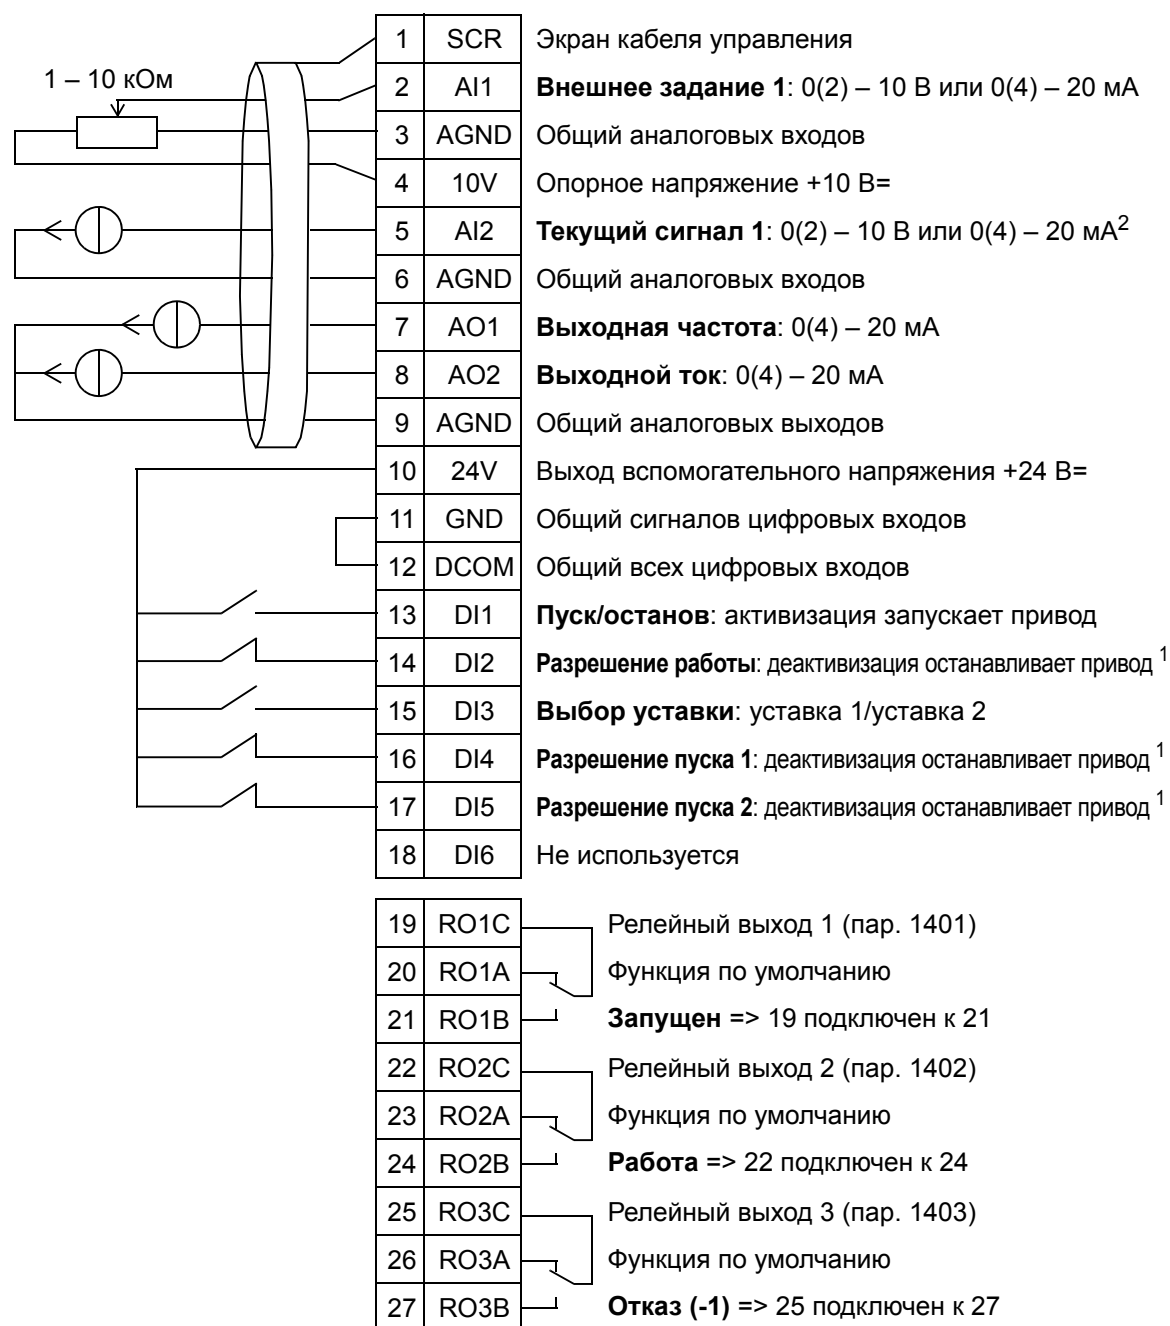 1 SCR Экран кабеля управления
1 – 10 кОм
2 AI1 Внешнее задание 1: 0(2) – 10 В или 0(4) – 20 мА
3 AGND Общий аналоговых входов
4 10V Опорное напряжение +10 В=
5 AI2 Текущий сигнал 1: 0(2) – 10 В или 0(4) – 20 мА2
6 AGND Общий аналоговых входов
7 AO1 Выходная частота: 0(4) – 20 мА
8 AO2 Выходной ток: 0(4) – 20 мА
9 AGND Общий аналоговых выходов
10 24V Выход вспомогательного напряжения +24 В=
11 GND Общий сигналов цифровых входов
12 DCOM Общий всех цифровых входов
13 DI1 Пуск/останов: активизация запускает привод
14 DI2 Разрешение работы: деактивизация останавливает привод 1
15 DI3 Выбор уставки: уставка 1/уставка 2
16 DI4 Разрешение пуска 1: деактивизация останавливает привод 1
17 DI5 Разрешение пуска 2: деактивизация останавливает привод 1
18 DI6 Не используется
19 RO1C Релейный выход 1 (пар. 1401)
20 RO1A Функция по умолчанию
21 RO1B Запущен => 19 подключен к 21
22 RO2C Релейный выход 2 (пар. 1402)
23 RO2A Функция по умолчанию
24 RO2B Работа => 22 подключен к 24
25 RO3C Релейный выход 3 (пар. 1403)
26 RO3A Функция по умолчанию
27 RO3B Отказ (-1) => 25 подключен к 27